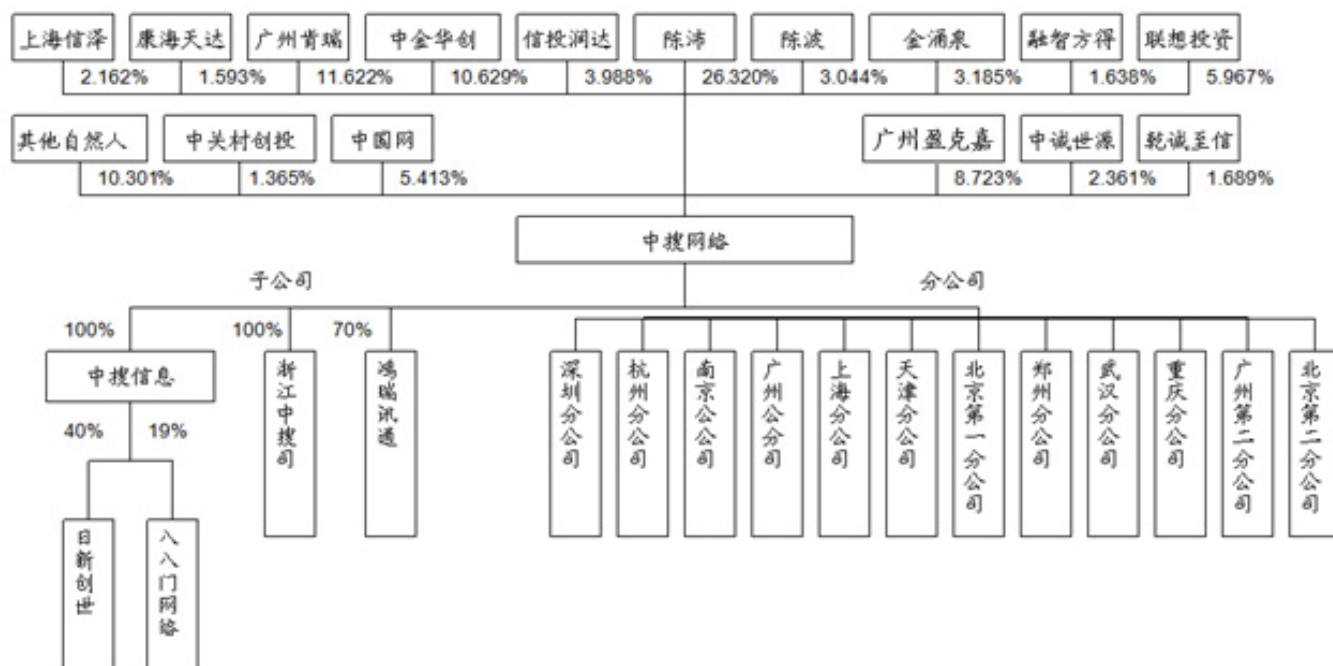 上海信泽 康海天达 广州肯瑞 中金华创 信投润达 陈沛 陈波 金涌泉 融智方得 联想投资
2.162% 1.593% 11.622% 10.629% 3.988% 26.320% 3.044% 3.185% 1.638% 5.967%
其他自然人 中关村创投 中国网 广州盈克嘉 中诚世源 乾诚至信
10.301% 1.365% 5.413% 8.723% 2.361% 1.689%
中搜网络
子公司 分公司
100% 100% 70%
中搜信息
浙江中搜司
鸿瑞讯通
深圳分公司
杭州分公司
南京公公司
广州公分司
上海分公司
天津分公司
北京第一分公司
郑州分公司
武汉分公司
重庆分公司
广州第二分公司
北京第二分公司
40% 19%
日新创世
八八门网络